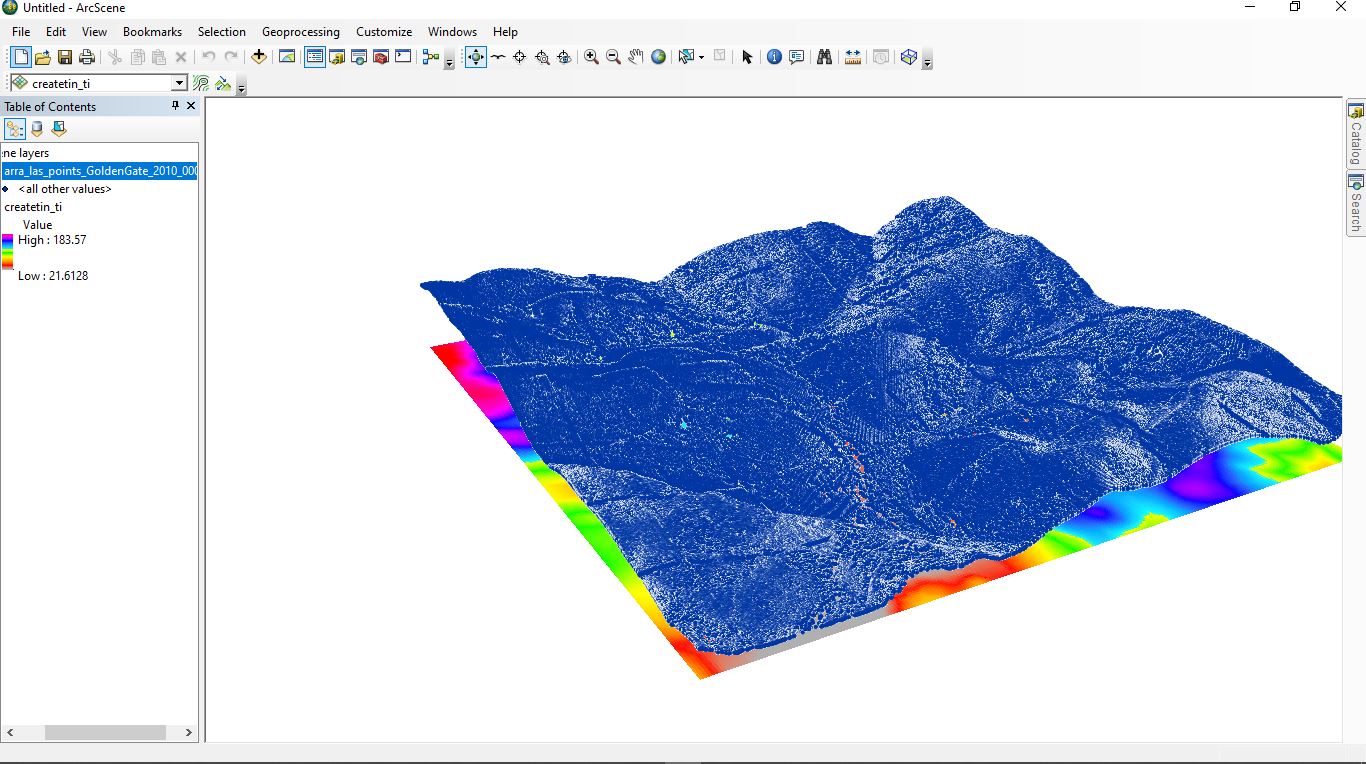 Untitled - ArcScene
File Edit View Bookmarks Selection Geoprocessing Customize Windows Help
createtin_ti
Table of Contents
ne layers
arra_las_points_GoldenGate_2010_000
<all other values>
createtin_ti
Value
High : 183.57
Low : 21.6128
Catalog
Search